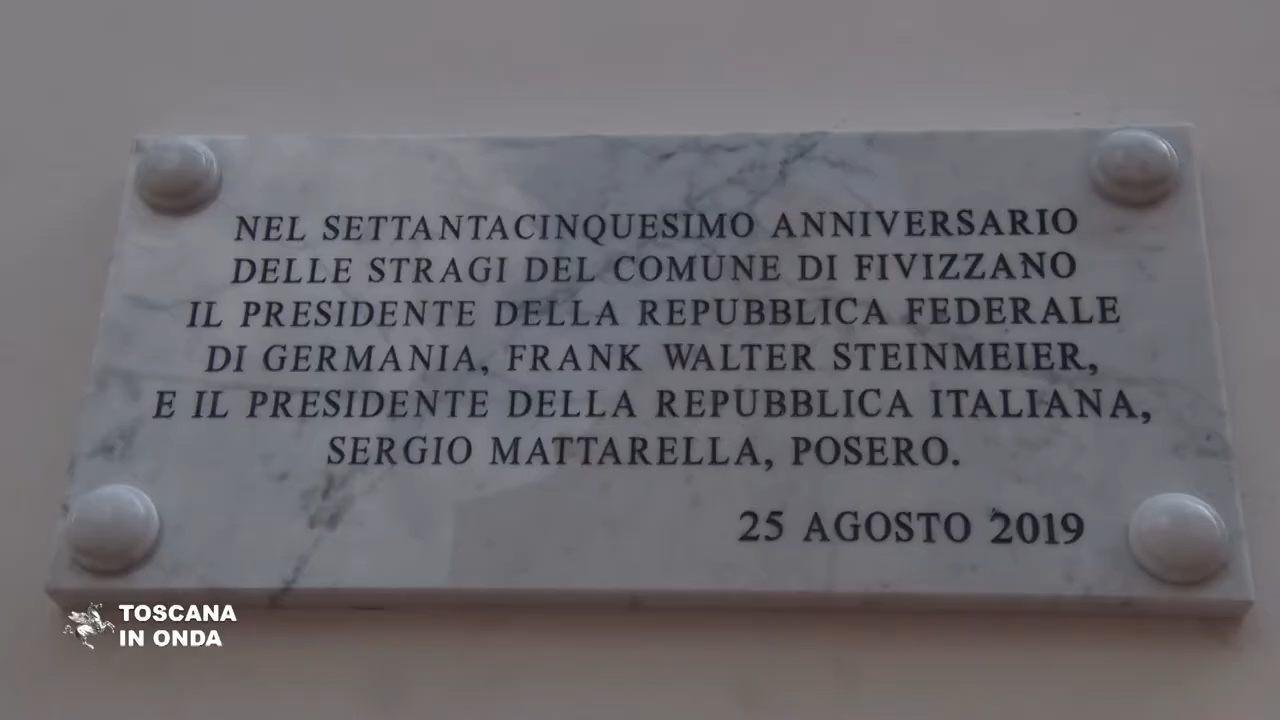 NEL SETTANTACINQUESIMO ANNIVERSARIO
DELLE STRAGI DEL COMUNE DI FIVIZZANO
IL PRESIDENTE DELLA REPUBBLICA FEDERALE
DI GERMANIA, FRANK WALTER STEINMEIER,
E IL PRESIDENTE DELLA REPUBBLICA ITALIANA,
SERGIO MATTARELLA, POSERO.
25 AGOSTO 2019
TOSCANA
IN ONDA